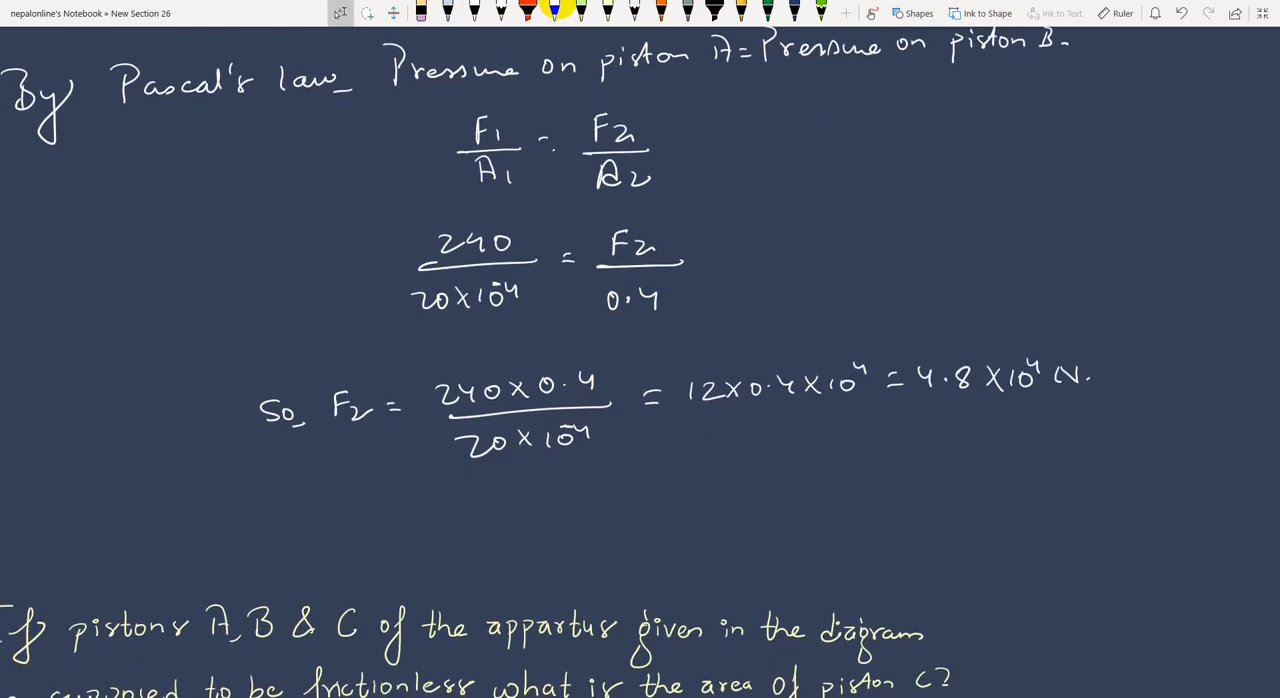 nepalonline's Notebook » New Section 26
Shapes Ink to Shape Ink to Text Ruler
By Pascal's law Pressure on piston A = Pressure on piston B.
F1/A1 = F2/A2
240/20×10⁻⁴ = F2/0.4
So F2 = 240×0.4/20×10⁻⁴ = 12×0.4×10⁴ = 4.8×10⁴ N.
If pistons A, B & C of the appartus given in the diagram
to be frictionless what is the area of piston C?